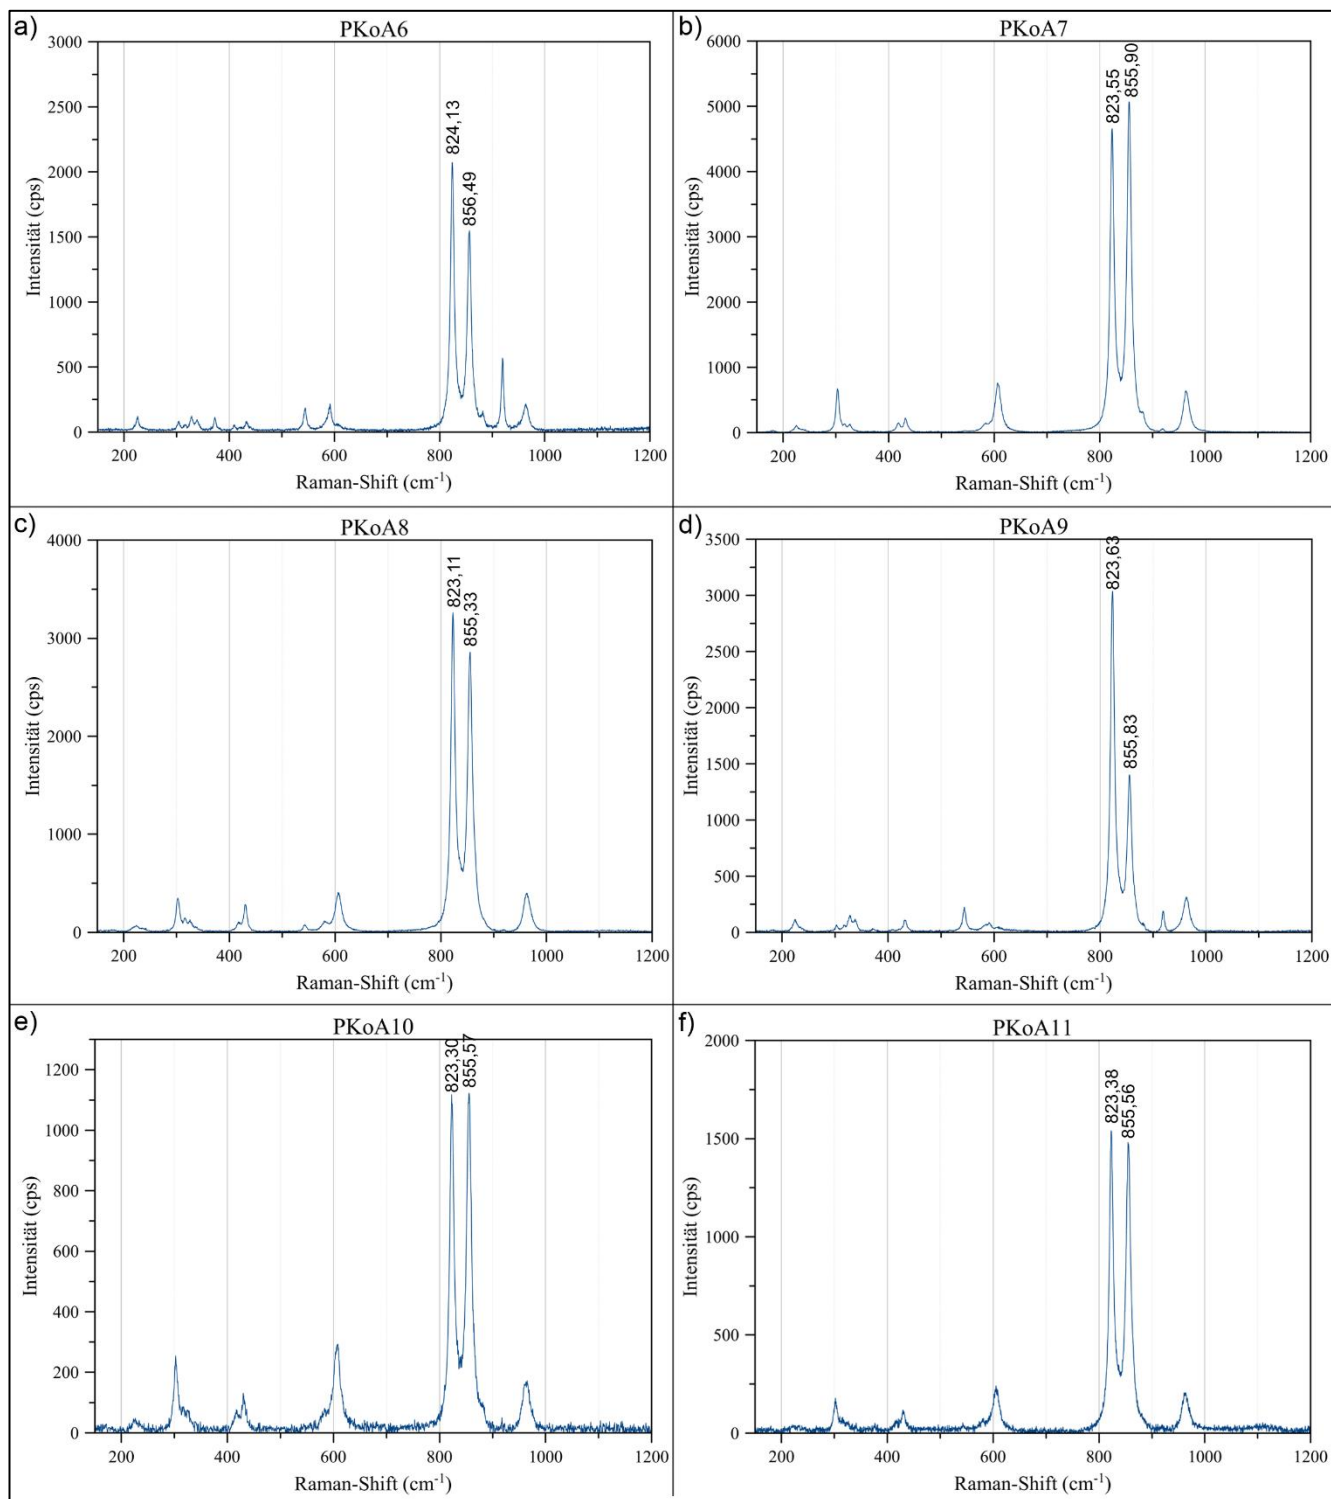 a)
PKoA6
3000
2500
2000
1500
1000
500
0
Intensität (cps)
824,13
856,49
200 400 600 800 1000 1200
Raman-Shift (cm⁻¹)
b)
PKoA7
6000
5000
4000
3000
2000
1000
0
Intensität (cps)
823,55
855,90
200 400 600 800 1000 1200
Raman-Shift (cm⁻¹)
c)
PKoA8
4000
3000
2000
1000
0
Intensität (cps)
823,11
855,33
200 400 600 800 1000 1200
Raman-Shift (cm⁻¹)
d)
PKoA9
3500
3000
2500
2000
1500
1000
500
0
Intensität (cps)
823,63
855,83
200 400 600 800 1000 1200
Raman-Shift (cm⁻¹)
e)
PKoA10
1200
1000
800
600
400
200
0
Intensität (cps)
823,30
855,57
200 400 600 800 1000 1200
Raman-Shift (cm⁻¹)
f)
PKoA11
2000
1500
1000
500
0
Intensität (cps)
823,38
855,56
200 400 600 800 1000 1200
Raman-Shift (cm⁻¹)